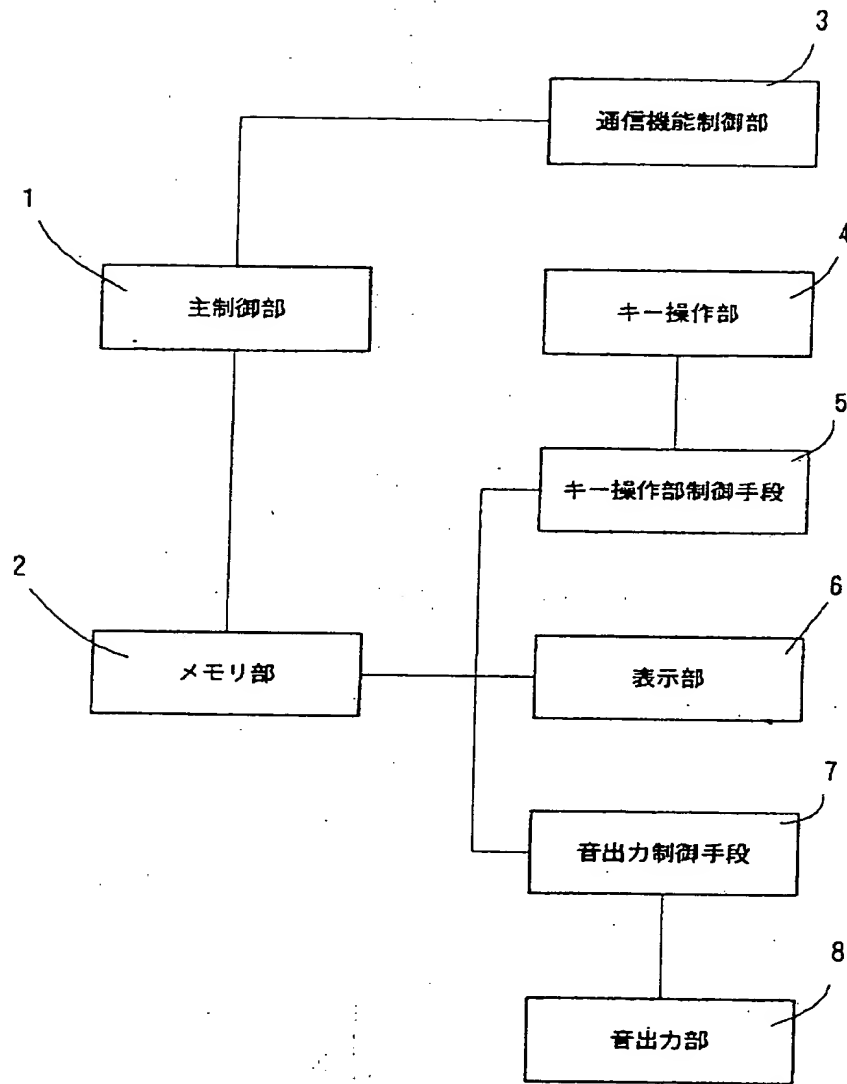 3
通信機能制御部
1
主制御部
4
キー操作部
5
キー操作部制御手段
2
メモリ部
6
表示部
7
音出力制御手段
8
音出力部